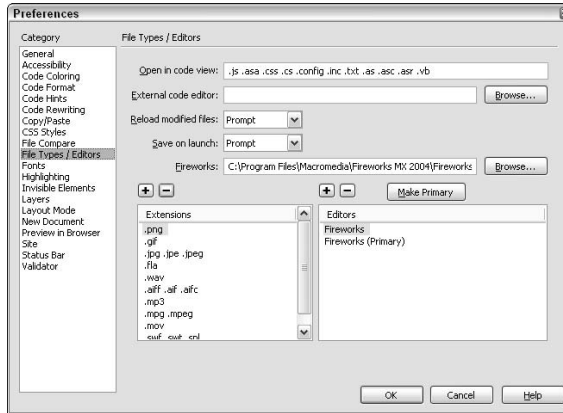 Preferences
Category
General
Accessibility
Code Coloring
Code Format
Code Hints
Code Rewriting
Copy/Paste
CSS Styles
File Compare
File Types / Editors
Fonts
Highlighting
Invisible Elements
Layers
Layout Mode
New Document
Preview in Browser
Site
Status Bar
Validator
File Types / Editors
Open in code view: .js .asa .css .cs .config .inc .txt .as .asc .asr .vb
External code editor: Browse...
Reload modified files: Prompt
Save on launch: Prompt
Fireworks: C:\Program Files\Macromedia\Fireworks MX 2004\Fireworks Browse...
Make Primary
Extensions
.png
.gif
.jpg .jpe .jpeg
.fla
.wav
.aiff .aif .aifc
.mp3
.mpg .mpeg
.mov
.swf .swt .spl
Editors
Fireworks
Fireworks (Primary)
OK Cancel Help